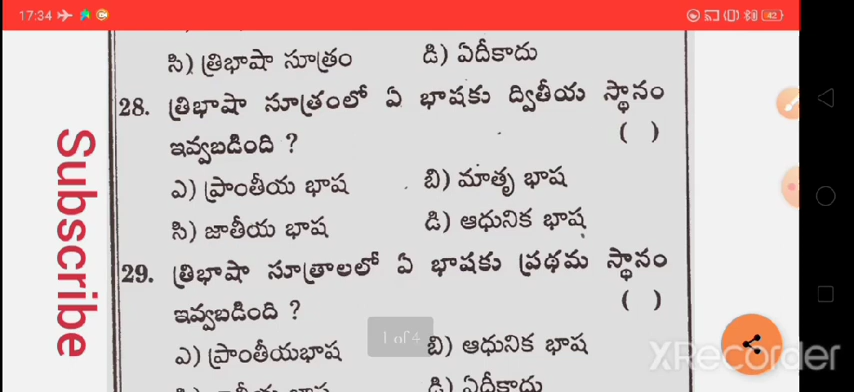 17:34
42
సి) త్రిభాషా సూత్రం డి) ఏదీకాదు
28. త్రిభాషా సూత్రంలో ఏ భాషకు ద్వితీయ స్థానం
ఇవ్వబడింది ? ( )
ఎ) ప్రాంతీయ భాష బి) మాతృ భాష
సి) జాతీయ భాష డి) ఆధునిక భాష
29. త్రిభాషా సూత్రాలలో ఏ భాషకు ప్రథమ స్థానం
ఇవ్వబడింది ? ( )
ఎ) ప్రాంతీయభాష బి) ఆధునిక భాష
డి) ఏదీకాదు
1 of 4
Subscribe
XRecorder